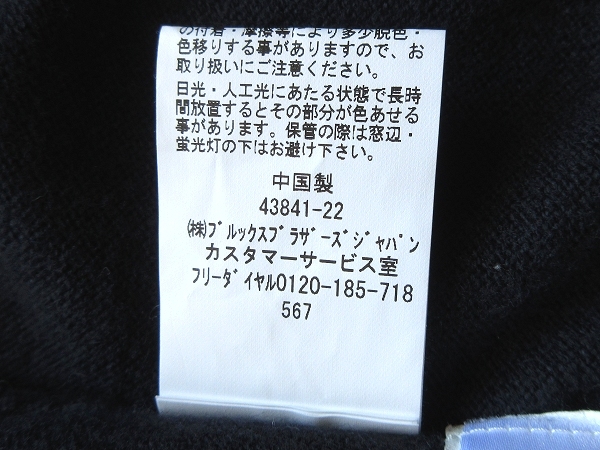 の付着・摩擦等により多少脱色・
色移りする事がありますので、お
取り扱いにご注意ください。
日光・人工光にあたる状態で長時
間放置するとその部分が色あせる
事があります。保管の際は窓辺・
蛍光灯の下はお避け下さい。
中国製
43841-22
㈱ﾌﾞﾙｯｸｽﾌﾞﾗｻﾞｰｽﾞｼﾞｬﾊﾟﾝ
カスタマーサービス室
ﾌﾘｰﾀﾞｲﾔﾙ0120-185-718
567